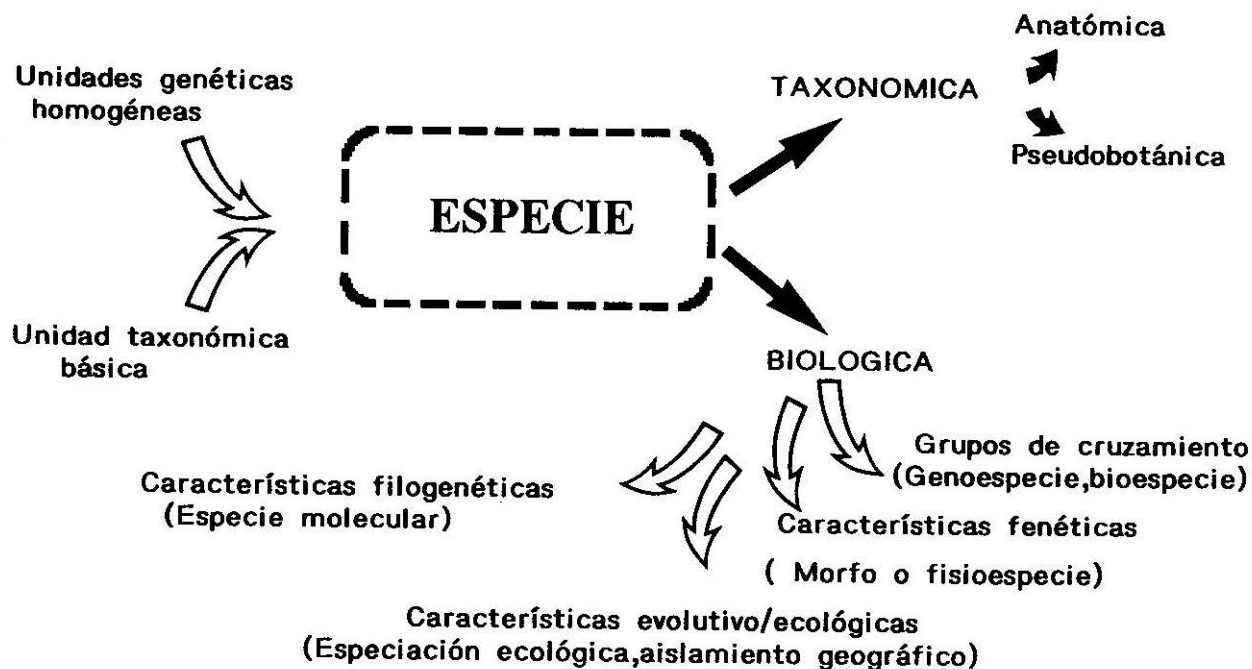 Unidades genéticas
homogéneas
Unidad taxonómica
básica
ESPECIE
TAXONOMICA
Anatómica
Pseudobotánica
BIOLOGICA
Grupos de cruzamiento
(Genoespecie,bioespecie)
Características fenéticas
( Morfo o fisioespecie)
Características filogenéticas
(Especie molecular)
Características evolutivo/ecológicas
(Especiación ecológica,aislamiento geográfico)